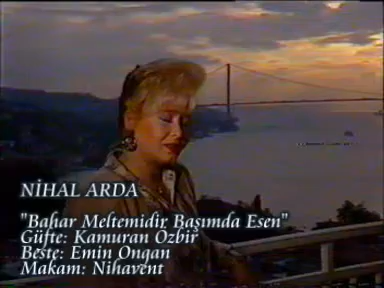 NİHAL ARDA
"Bahar Meltemidir Başımda Esen"
Güfte: Kamuran Özbir
Beste: Emin Ongan
Makam: Nihavent